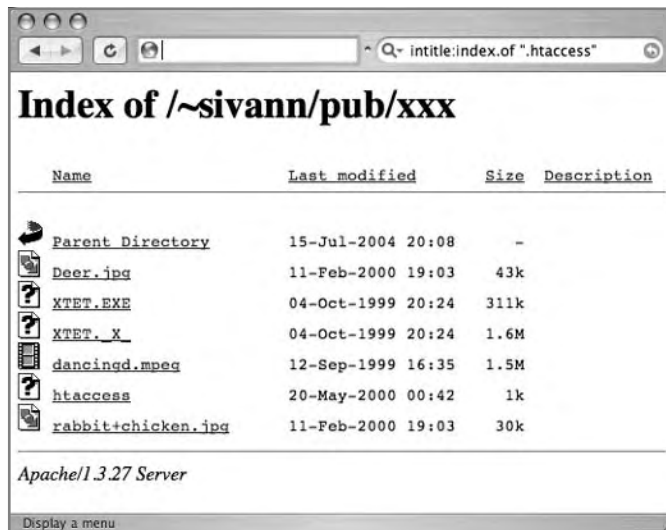 intitle:index.of ".htaccess"
Index of /~sivann/pub/xxx
Name Last modified Size Description
Parent Directory 15-Jul-2004 20:08 -
Deer.jpg 11-Feb-2000 19:03 43k
XTET.EXE 04-Oct-1999 20:24 311k
XTET._X_ 04-Oct-1999 20:24 1.6M
dancingd.mpeg 12-Sep-1999 16:35 1.5M
htaccess 20-May-2000 00:42 1k
rabbit+chicken.jpg 11-Feb-2000 19:03 30k
Apache/1.3.27 Server
Display a menu